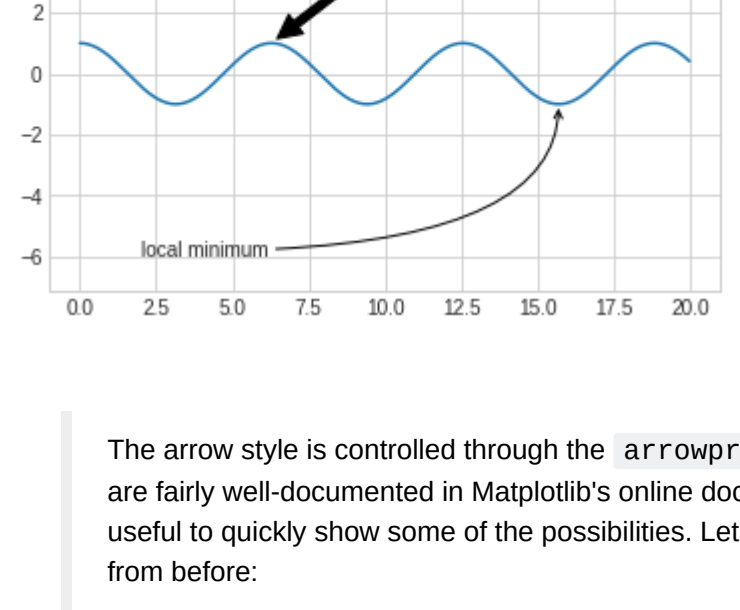 2
0
−2
−4
local minimum
−6
0.0 2.5 5.0 7.5 10.0 12.5 15.0 17.5 20.0
The arrow style is controlled through the arrowpr
are fairly well-documented in Matplotlib's online doc
useful to quickly show some of the possibilities. Let
from before: